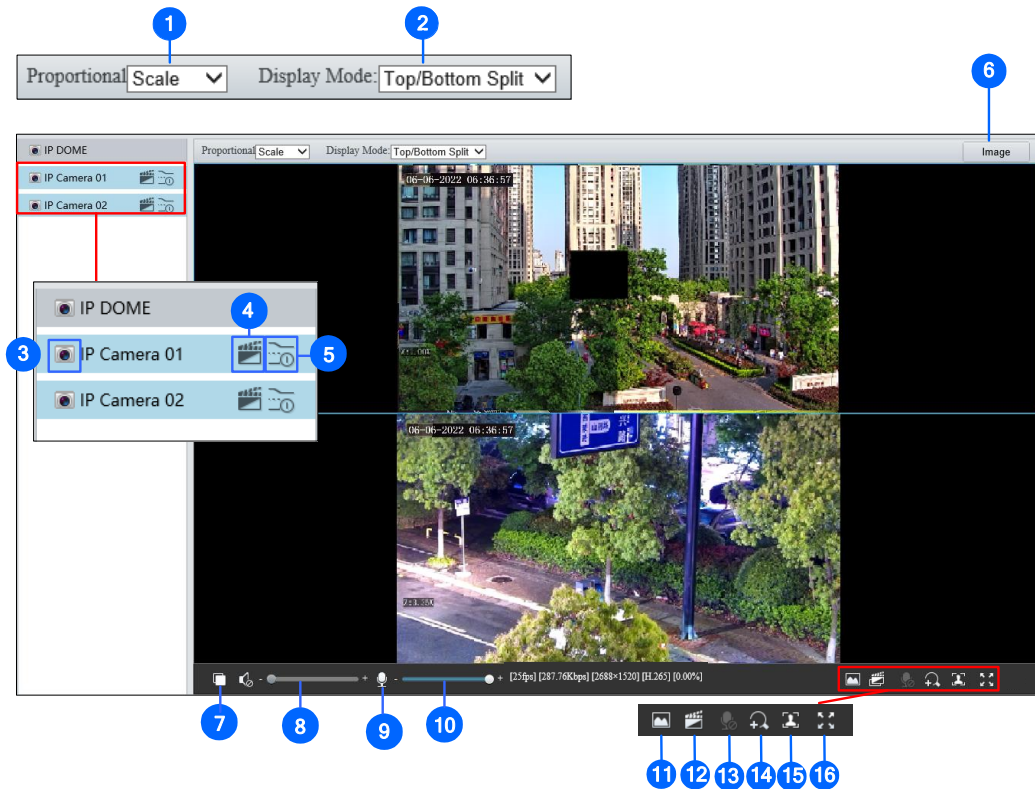 1
2
Proportional Scale Display Mode: Top/Bottom Split
6
IP DOME
Proportional Scale Display Mode: Top/Bottom Split Image
IP Camera 01
IP Camera 02
06-06-2022 06:36:57
IP DOME
4
3 IP Camera 01 5
IP Camera 02
06-06-2022 06:36:57
- + - + [25fps] [287.76Kbps] [2688×1520] [H.265] [0.00%]
7 8 9 10
11 12 13 14 15 16